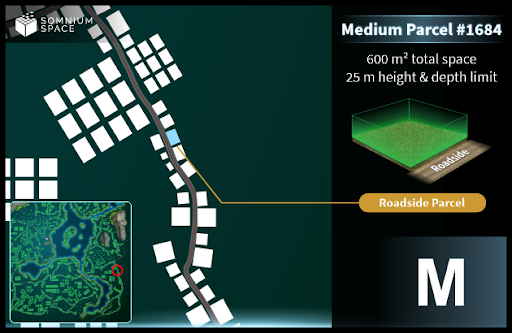 SOMNIUM
SPACE
Medium Parcel #1684
600 m² total space
25 m height & depth limit
Roadside
Roadside Parcel
M